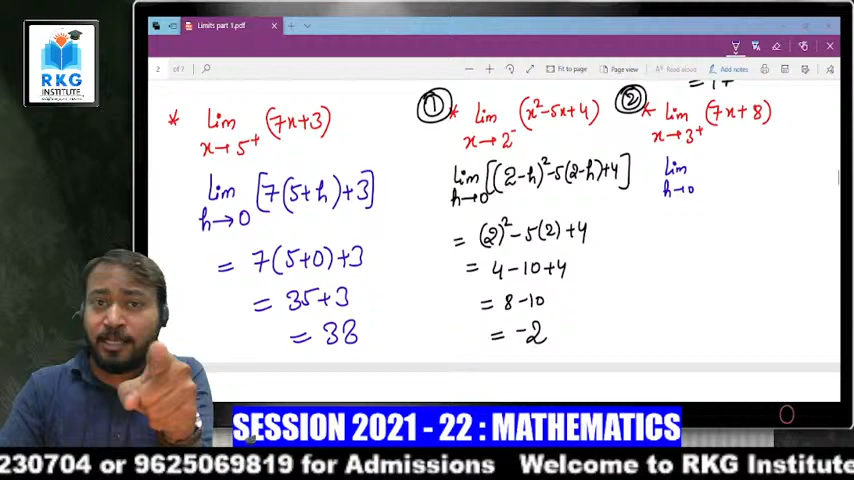 Limits part 1.pdf
2 of 7
Fit to page
Page view
Read aloud
Add notes
RKG
INSTITUTE
= 1+
* Lim (7x+3)
x→5⁺
Lim [7(5+h)+3]
h→0
= 7(5+0)+3
= 35+3
= 38
① * Lim (x²-5x+4)
x→2⁻
Lim [(2-h)²-5(2-h)+4]
h→0
= (2)²-5(2)+4
= 4-10+4
= 8-10
= -2
② * Lim (7x+8)
x→3⁺
Lim
h→0
SESSION 2021 - 22 : MATHEMATICS
230704 or 9625069819 for Admissions Welcome to RKG Institute